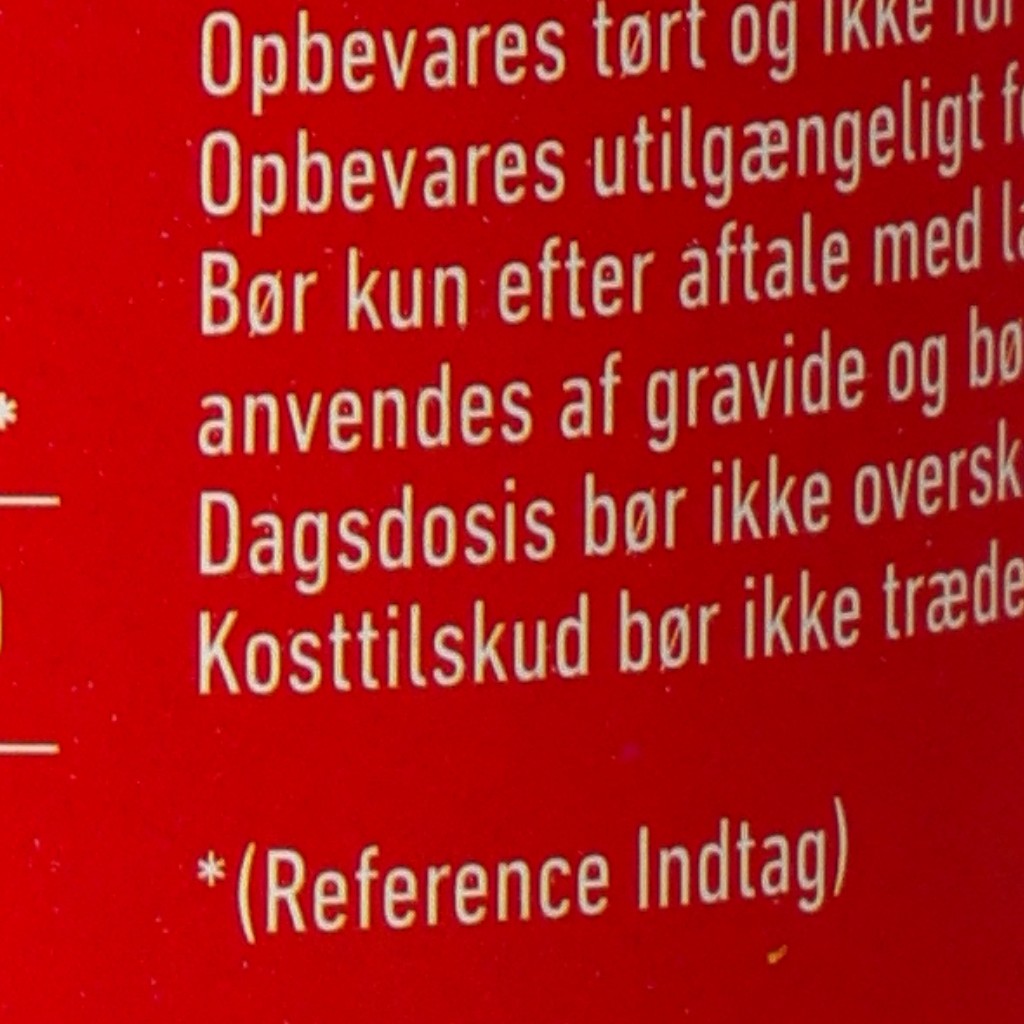 Opbevares tørt og ikke
Opbevares utilgængeligt
Bør kun efter aftale med
*
anvendes af gravide og
Dagsdosis bør ikke
Kosttilskud bør ikke
*(Reference Indtag)